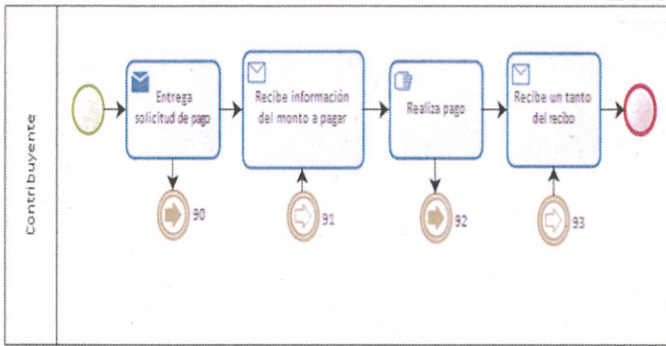 Contribuyente
Entrega
solicitud de pago
Recibe información
del monto a pagar
Realiza pago
Recibe un tanto
del recibo
90
91
92
93